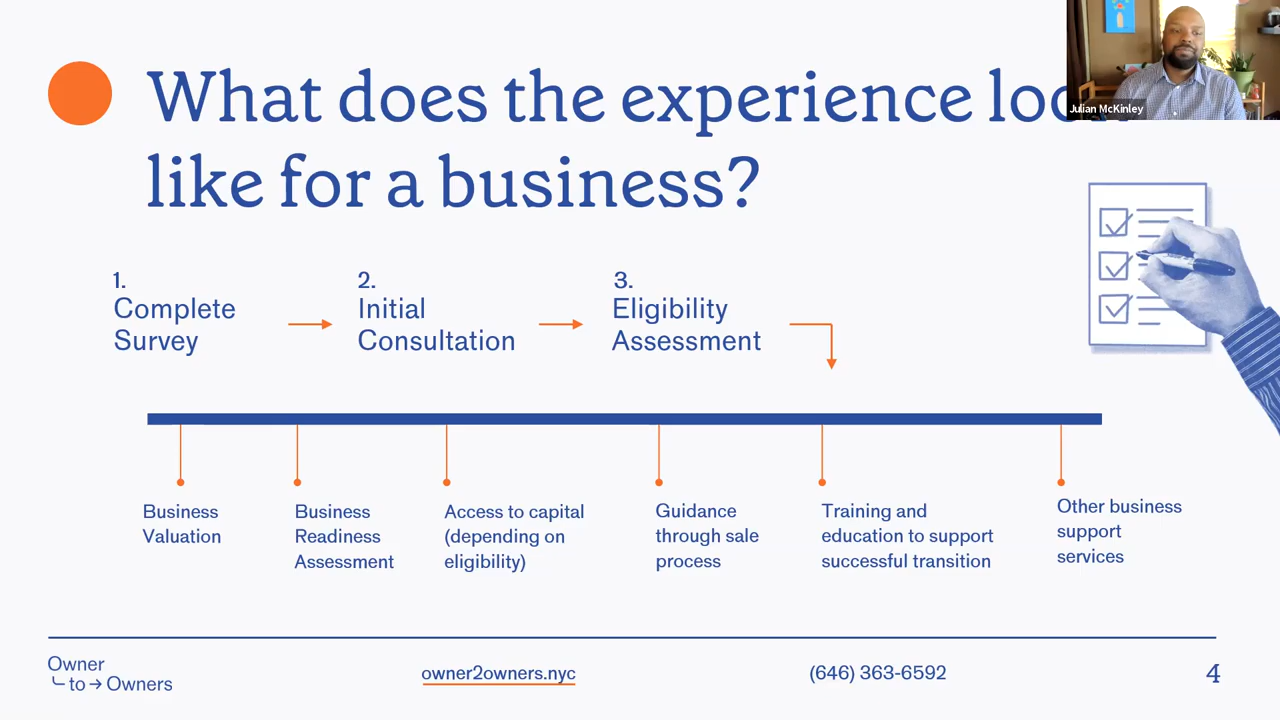 What does the experience
like for a business?
Julian McKinley
1.
Complete
Survey
2.
Initial
Consultation
3.
Eligibility
Assessment
Business
Valuation
Business
Readiness
Assessment
Access to capital
(depending on
eligibility)
Guidance
through sale
process
Training and
education to support
successful transition
Other business
support
services
Owner
to → Owners
owner2owners.nyc
(646) 363-6592
4